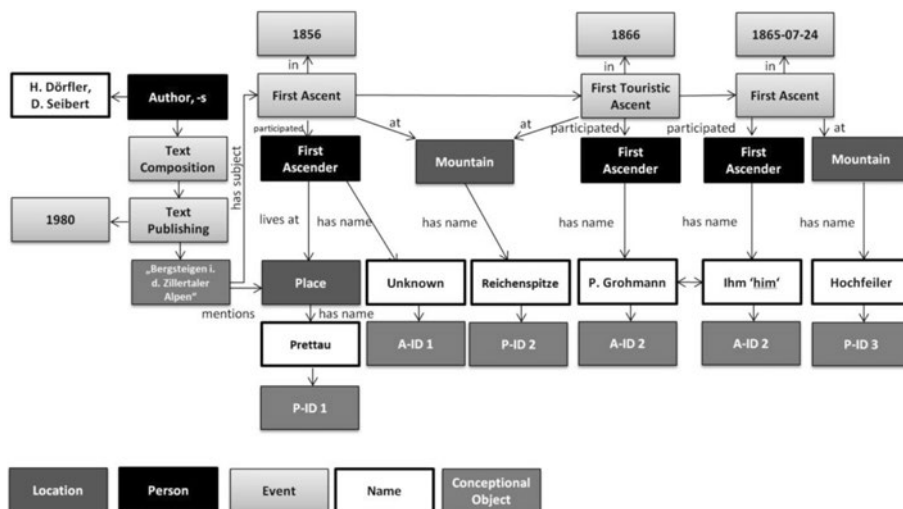 1856
1866
1865-07-24
in
in
in
H. Dörfler,
D. Seibert
Author, -s
First Ascent
First Touristic
Ascent
First Ascent
participated
at
at
participated
participated
at
Text
Composition
has subject
First
Ascender
Mountain
First
Ascender
First
Ascender
Mountain
1980
Text
Publishing
lives at
has name
has name
has name
has name
has name
„Bergsteigen i.
d. Zillertaler
Alpen“
Place
Unknown
Reichenspitze
P. Grohmann
Ihm ‘him‘
Hochfeiler
mentions
has name
Prettau
A-ID 1
P-ID 2
A-ID 2
A-ID 2
P-ID 3
P-ID 1
Location
Person
Event
Name
Conceptional
Object